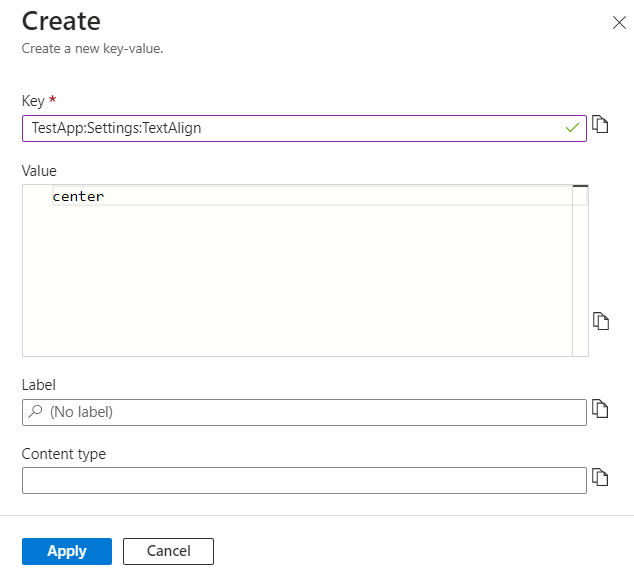 Create
Create a new key-value.
Key *
TestApp:Settings:TextAlign
Value
center
Label
(No label)
Content type
Apply
Cancel